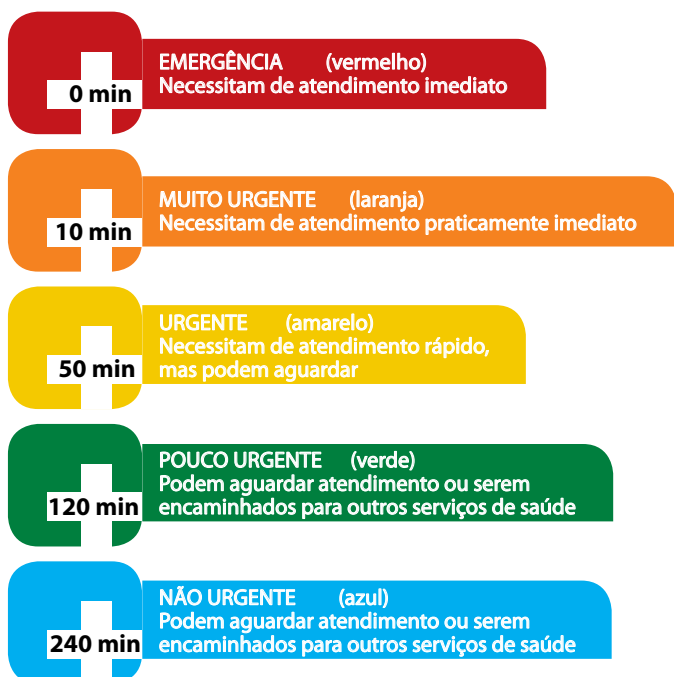 EMERGÊNCIA (vermelho)
Necessitam de atendimento imediato
0 min
MUITO URGENTE (laranja)
Necessitam de atendimento praticamente imediato
10 min
URGENTE (amarelo)
Necessitam de atendimento rápido,
mas podem aguardar
50 min
POUCO URGENTE (verde)
Podem aguardar atendimento ou serem
encaminhados para outros serviços de saúde
120 min
NÃO URGENTE (azul)
Podem aguardar atendimento ou serem
encaminhados para outros serviços de saúde
240 min